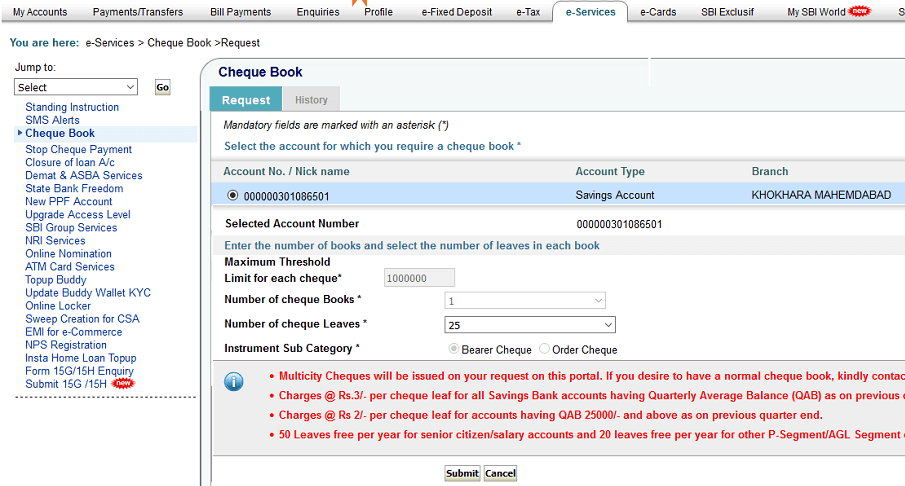 My Accounts Payments/Transfers Bill Payments Enquiries Profile e-Fixed Deposit e-Tax e-Services e-Cards SBI Exclusif My SBI World new S
You are here: e-Services > Cheque Book >Request
Jump to:
Select Go
Standing Instruction
SMS Alerts
Cheque Book
Stop Cheque Payment
Closure of loan A/c
Demat & ASBA Services
State Bank Freedom
New PPF Account
Upgrade Access Level
SBI Group Services
NRI Services
Online Nomination
ATM Card Services
Topup Buddy
Update Buddy Wallet KYC
Online Locker
Sweep Creation for CSA
EMI for e-Commerce
NPS Registration
Insta Home Loan Topup
Form 15G/15H Enquiry
Submit 15G /15H new
Cheque Book
Request History
Mandatory fields are marked with an asterisk (*)
Select the account for which you require a cheque book *
Account No. / Nick name Account Type Branch
000000301086501 Savings Account KHOKHARA MAHEMDABAD
Selected Account Number 000000301086501
Enter the number of books and select the number of leaves in each book
Maximum Threshold
Limit for each cheque* 1000000
Number of cheque Books * 1
Number of cheque Leaves * 25
Instrument Sub Category * Bearer Cheque Order Cheque
Multicity Cheques will be issued on your request on this portal. If you desire to have a normal cheque book, kindly contac
Charges @ Rs.3/- per cheque leaf for all Savings Bank accounts having Quarterly Average Balance (QAB) as on previous
Charges @ Rs 2/- per cheque leaf for accounts having QAB 25000/- and above as on previous quarter end.
50 Leaves free per year for senior citizen/salary accounts and 20 leaves free per year for other P-Segment/AGL Segment
Submit Cancel